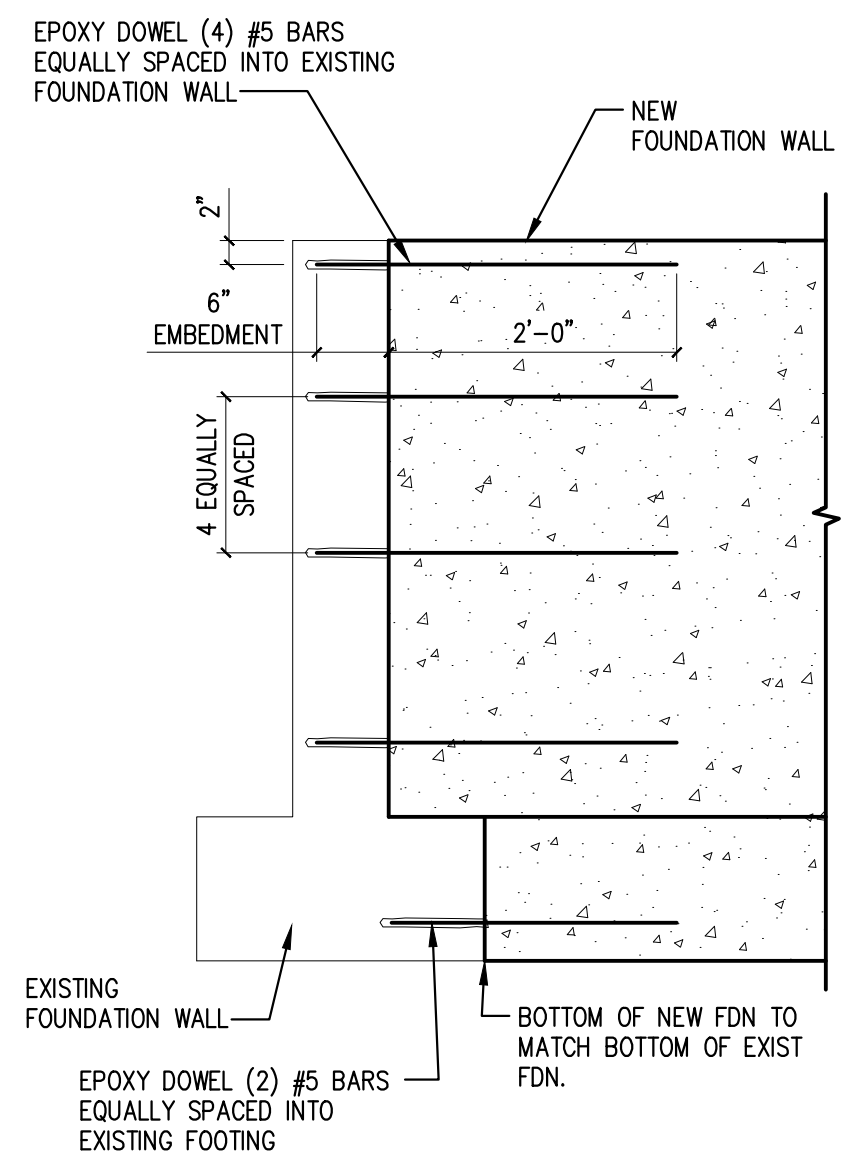 EPOXY DOWEL (4) #5 BARS
EQUALLY SPACED INTO EXISTING
FOUNDATION WALL
NEW
FOUNDATION WALL
2"
6"
EMBEDMENT
2'-0"
4 EQUALLY
SPACED
EXISTING
FOUNDATION WALL
BOTTOM OF NEW FDN TO
MATCH BOTTOM OF EXIST
FDN.
EPOXY DOWEL (2) #5 BARS
EQUALLY SPACED INTO
EXISTING FOOTING